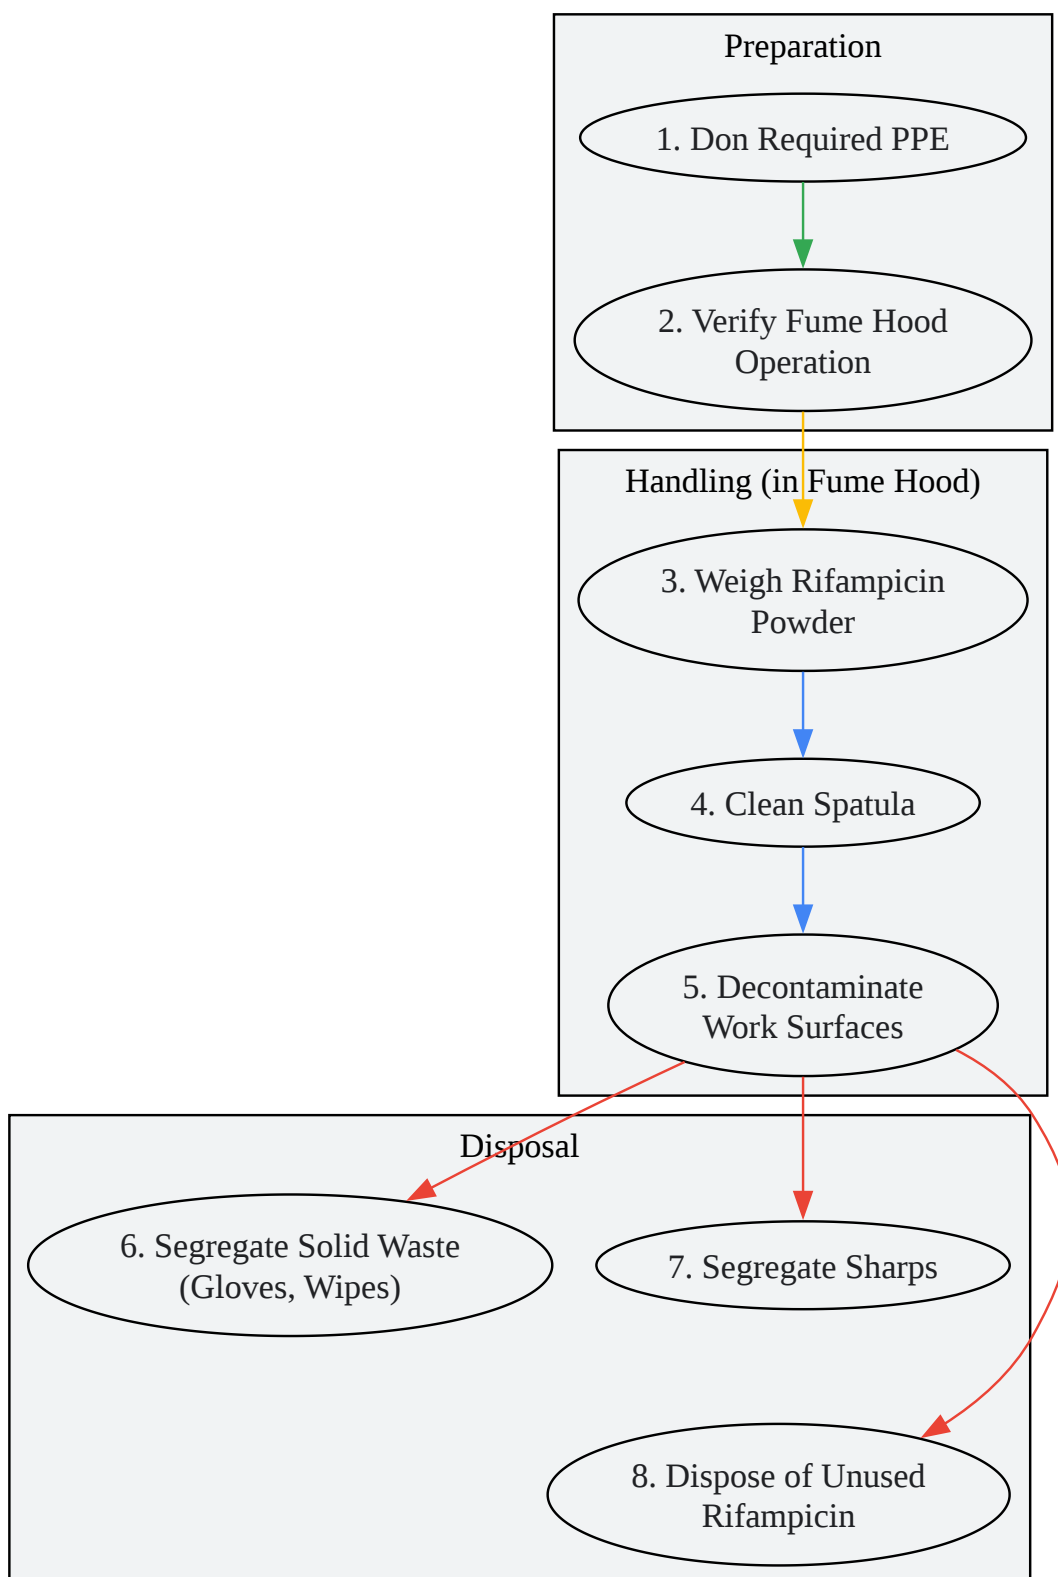 Preparation
1. Don Required PPE
2. Verify Fume Hood
Operation
Handling (in Fume Hood)
3. Weigh Rifampicin
Powder
4. Clean Spatula
5. Decontaminate
Work Surfaces
Disposal
6. Segregate Solid Waste
(Gloves, Wipes)
7. Segregate Sharps
8. Dispose of Unused
Rifampicin